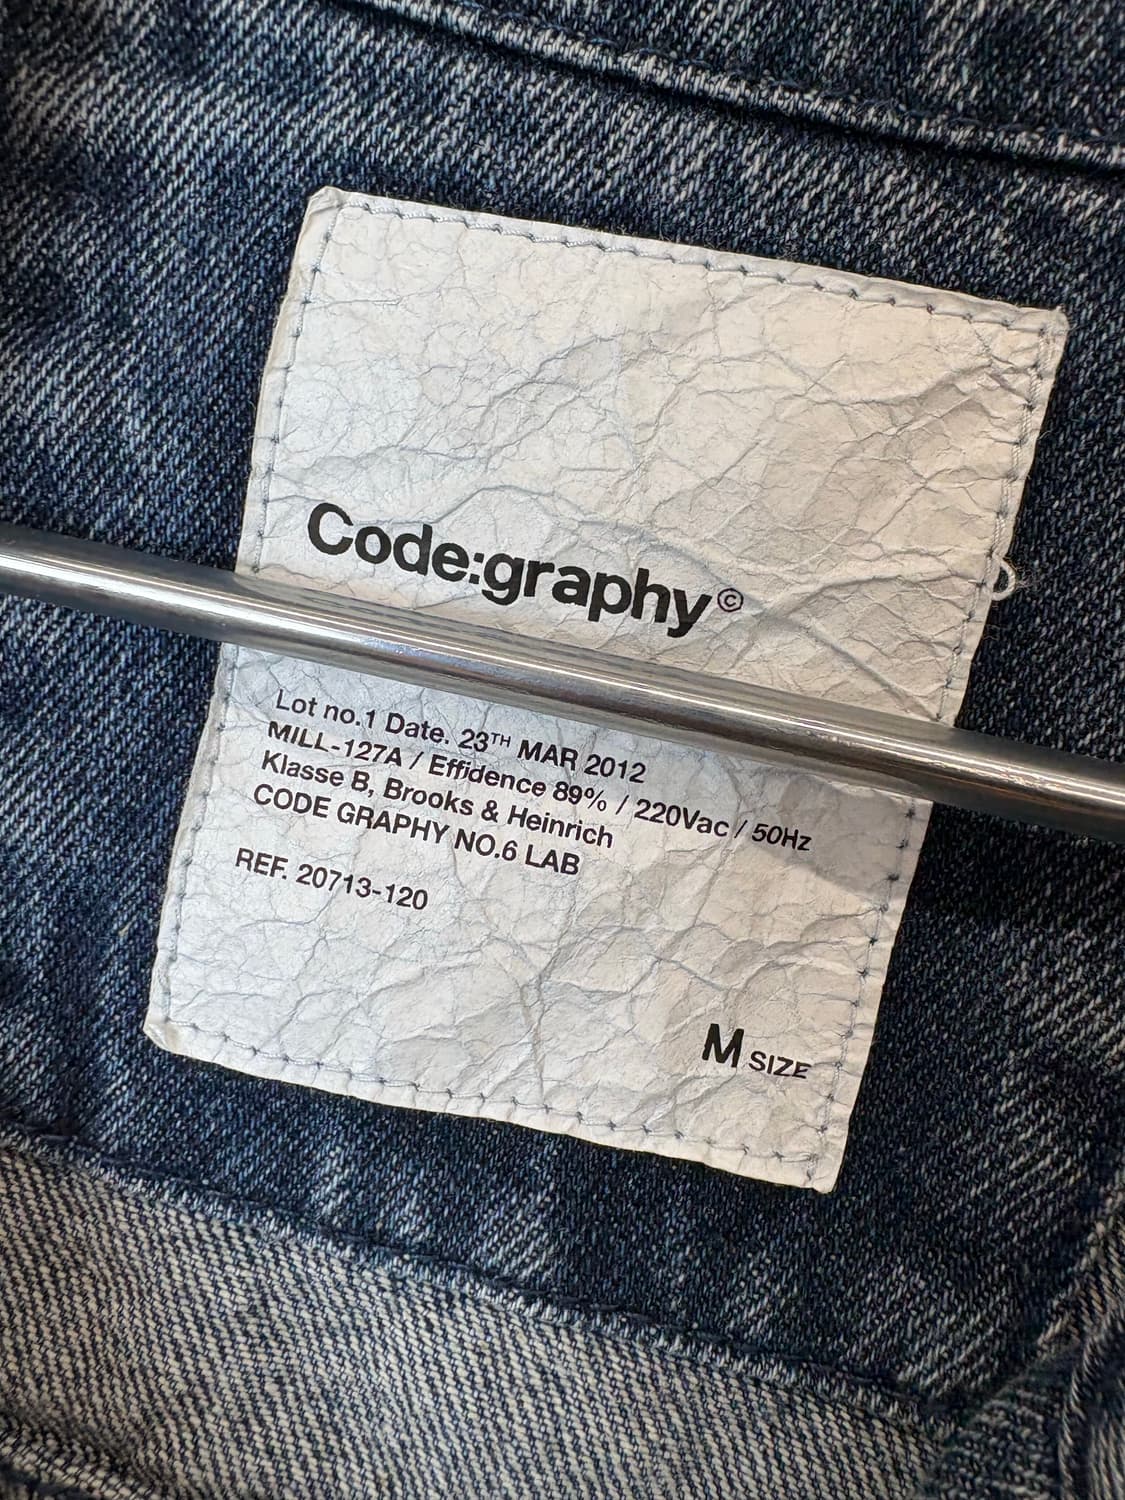 Code:graphy©
Lot no.1 Date. 23TH MAR 2012
MILL-127A / Effidence 89% / 220Vac / 50Hz
Klasse B, Brooks & Heinrich
CODE GRAPHY NO.6 LAB
REF. 20713-120
M SIZE